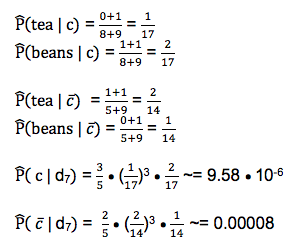 P̂(tea | c) = (0+1)/(8+9) = 1/17
P̂(beans | c) = (1+1)/(8+9) = 2/17
P̂(tea | c̄) = (1+1)/(5+9) = 2/14
P̂(beans | c̄) = (0+1)/(5+9) = 1/14
P̂( c | d₇) = 3/5 • (1/17)³ • 2/17 ~= 9.58 • 10⁻⁶
P̂( c̄ | d₇) = 2/5 • (2/14)³ • 1/14 ~= 0.00008